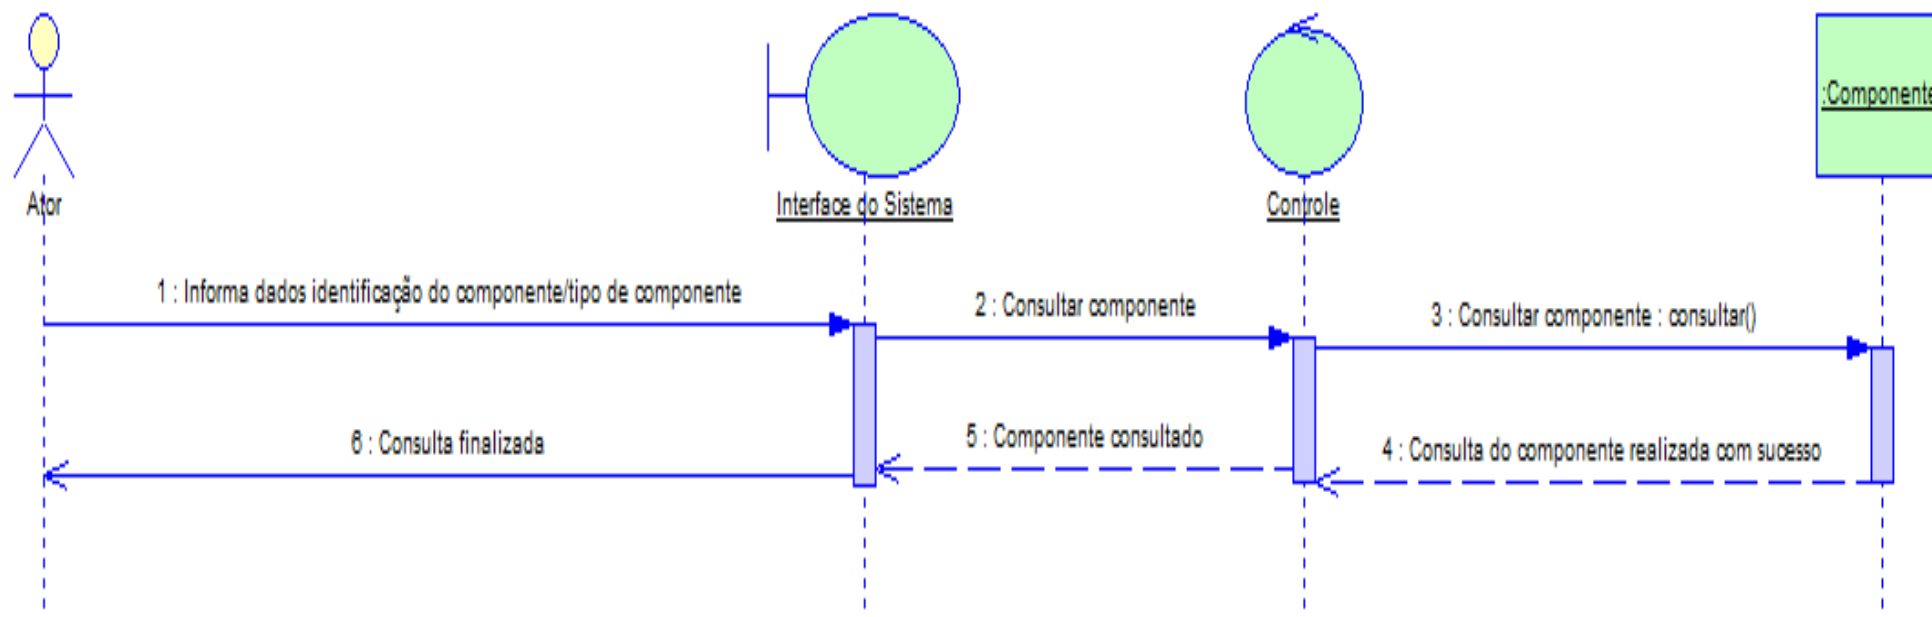 :Componente
Ator
Interface do Sistema
Controle
1 : Informa dados identificação do componente/tipo de componente
2 : Consultar componente
3 : Consultar componente : consultar()
6 : Consulta finalizada
5 : Componente consultado
4 : Consulta do componente realizada com sucesso